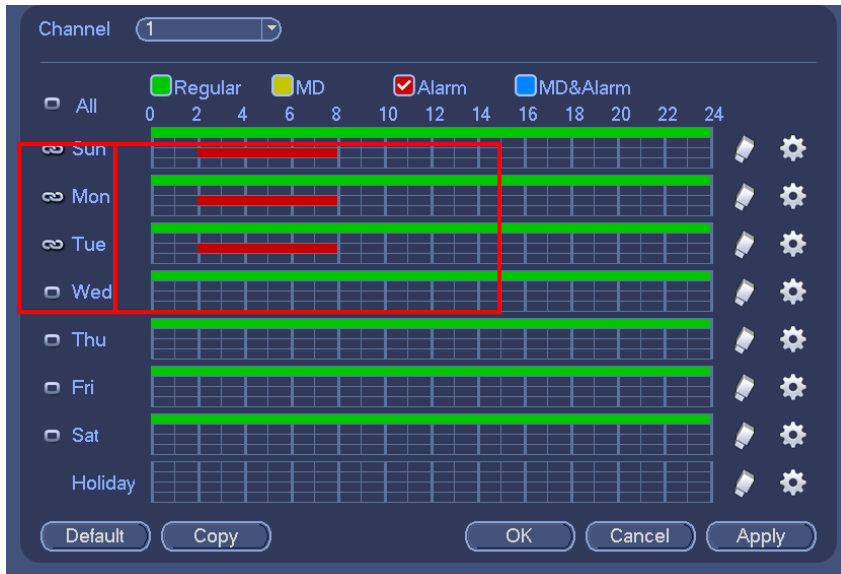 Channel 1
Regular MD Alarm MD&Alarm
All
0 2 4 6 8 10 12 14 16 18 20 22 24
Sun
Mon
Tue
Wed
Thu
Fri
Sat
Holiday
Default Copy OK Cancel Apply